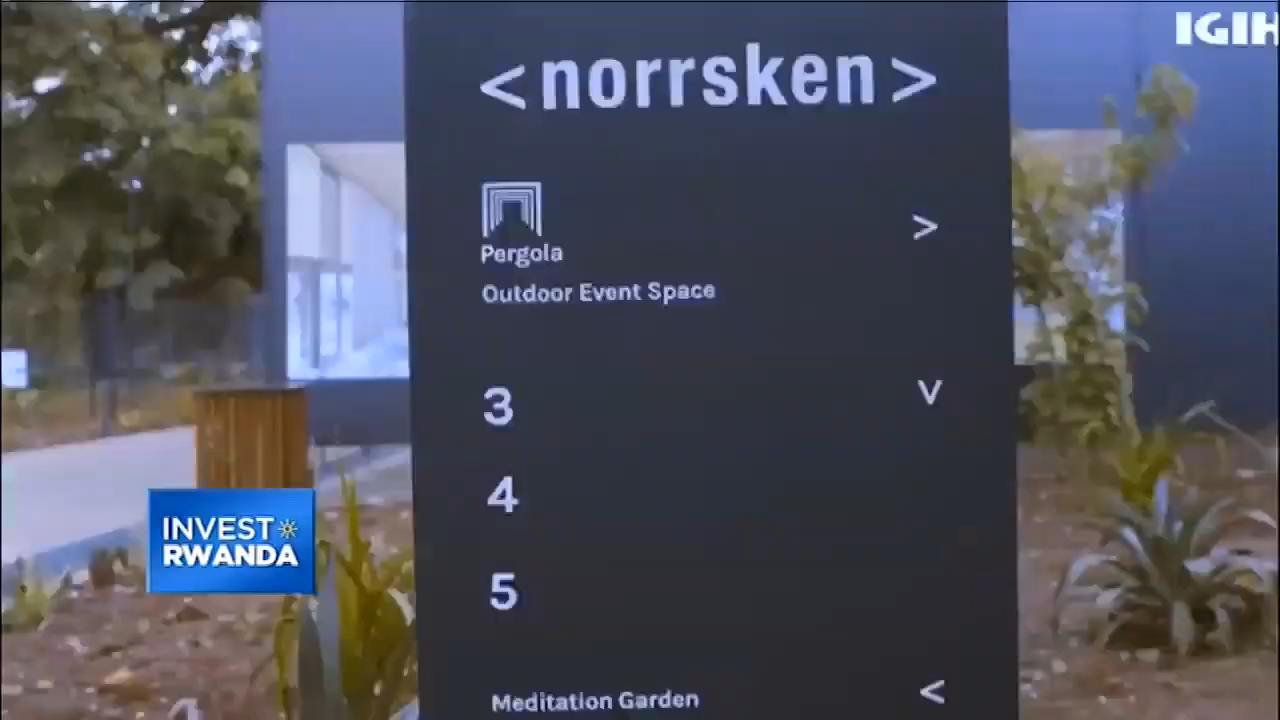 IGIH
<norrsken>
Pergola
>
Outdoor Event Space
3
V
4
5
INVEST
RWANDA
Meditation Garden
<